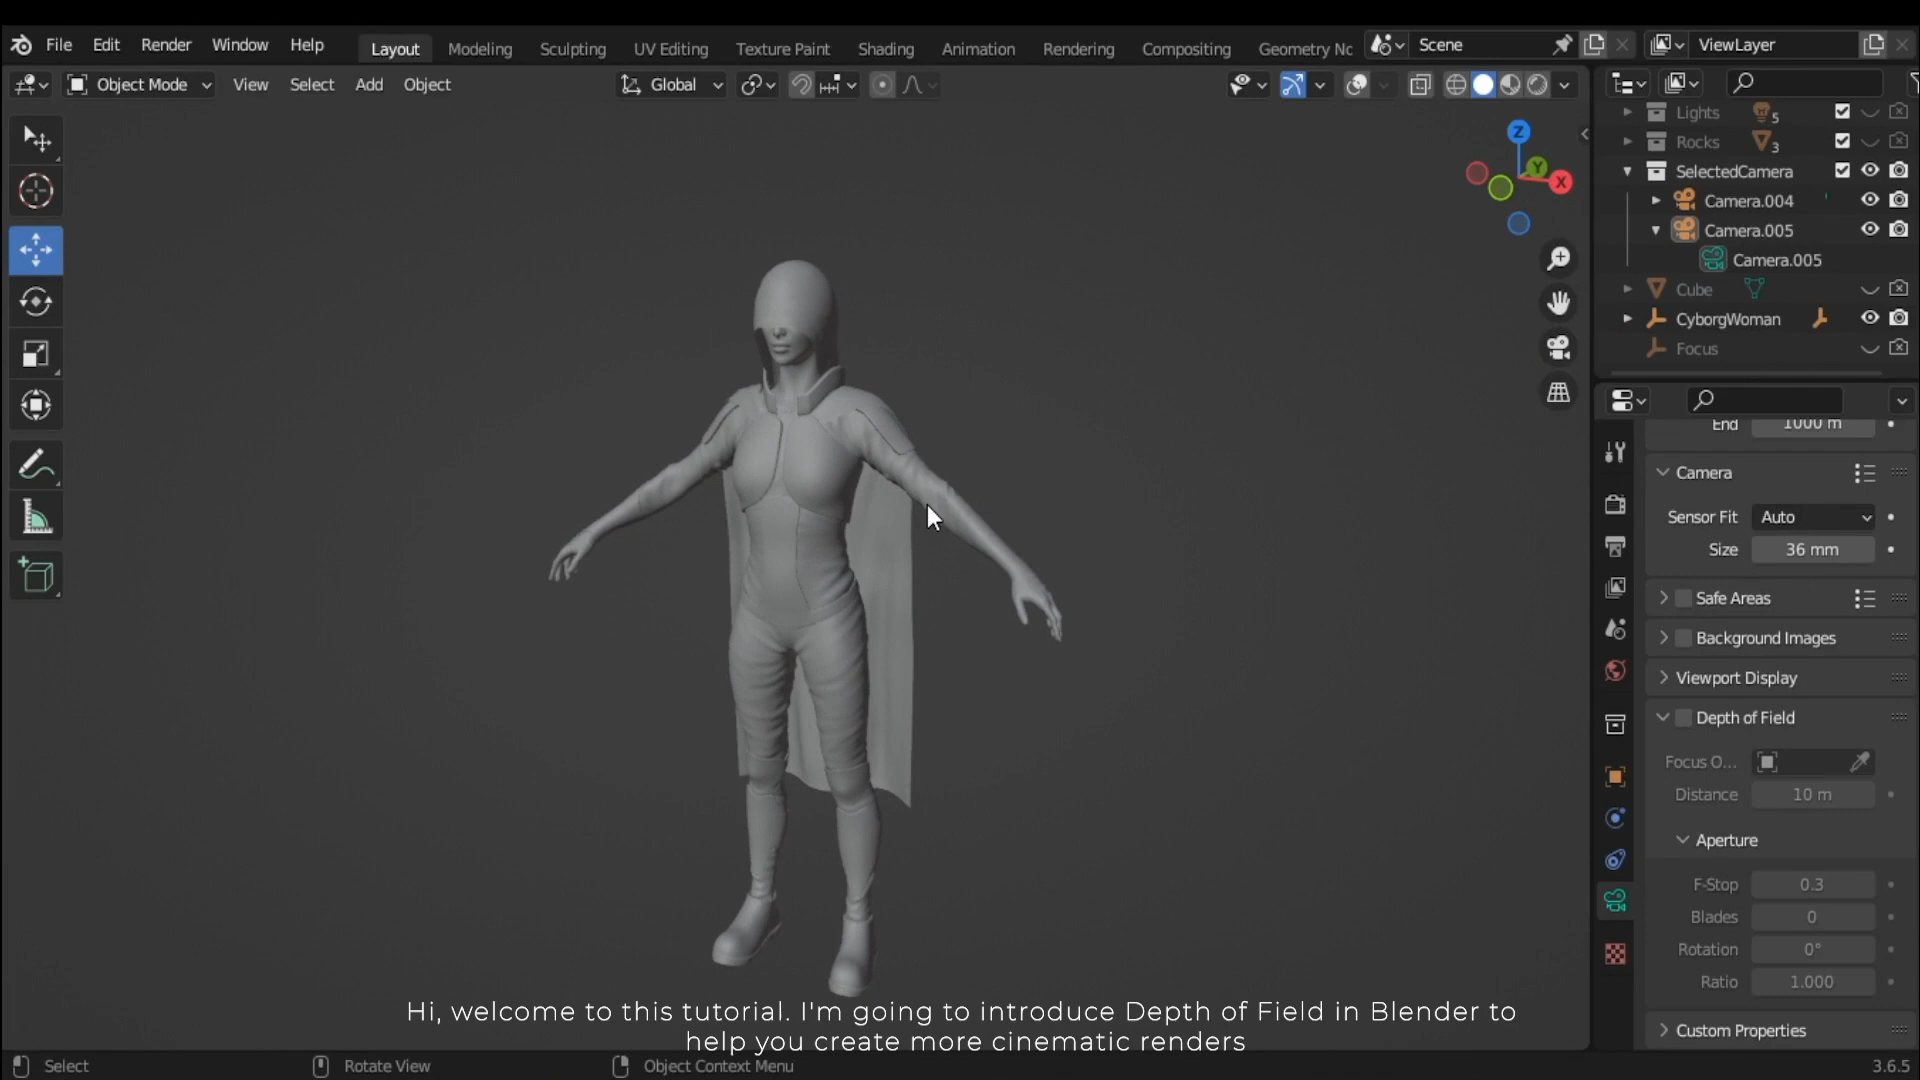 File Edit Render Window Help Layout Modeling Sculpting UV Editing Texture Paint Shading Animation Rendering Compositing Geometry Nc Scene ViewLayer
Object Mode View Select Add Object Global
Lights 5
Rocks 3
SelectedCamera
Camera.004
Camera.005
Camera.005
Cube
CyborgWoman
Focus
Z
Y
X
End 1000 m
Camera
Sensor Fit Auto
Size 36 mm
Safe Areas
Background Images
Viewport Display
Depth of Field
Focus O...
Distance 10 m
Aperture
F-Stop 0.3
Blades 0
Rotation 0°
Ratio 1.000
Custom Properties
Hi, welcome to this tutorial. I'm going to introduce Depth of Field in Blender to
help you create more cinematic renders
Select Rotate View Object Context Menu 3.6.5